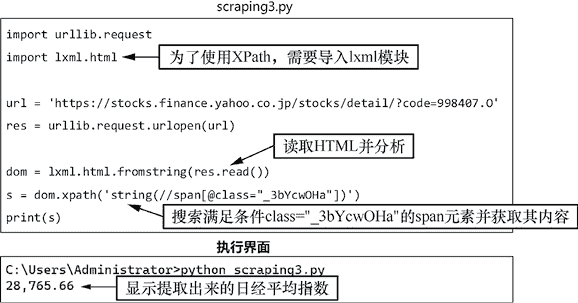 scraping3.py
import urllib.request
import lxml.html
为了使用XPath，需要导入lxml模块
url = 'https://stocks.finance.yahoo.co.jp/stocks/detail/?code=998407.O'
res = urllib.request.urlopen(url)
读取HTML并分析
dom = lxml.html.fromstring(res.read())
s = dom.xpath('string(//span[@class="_3bYcwOHa"])')
print(s)
搜索满足条件class="_3bYcwOHa"的span元素并获取其内容
执行界面
C:\Users\Administrator>python scraping3.py
28,765.66
显示提取出来的日经平均指数